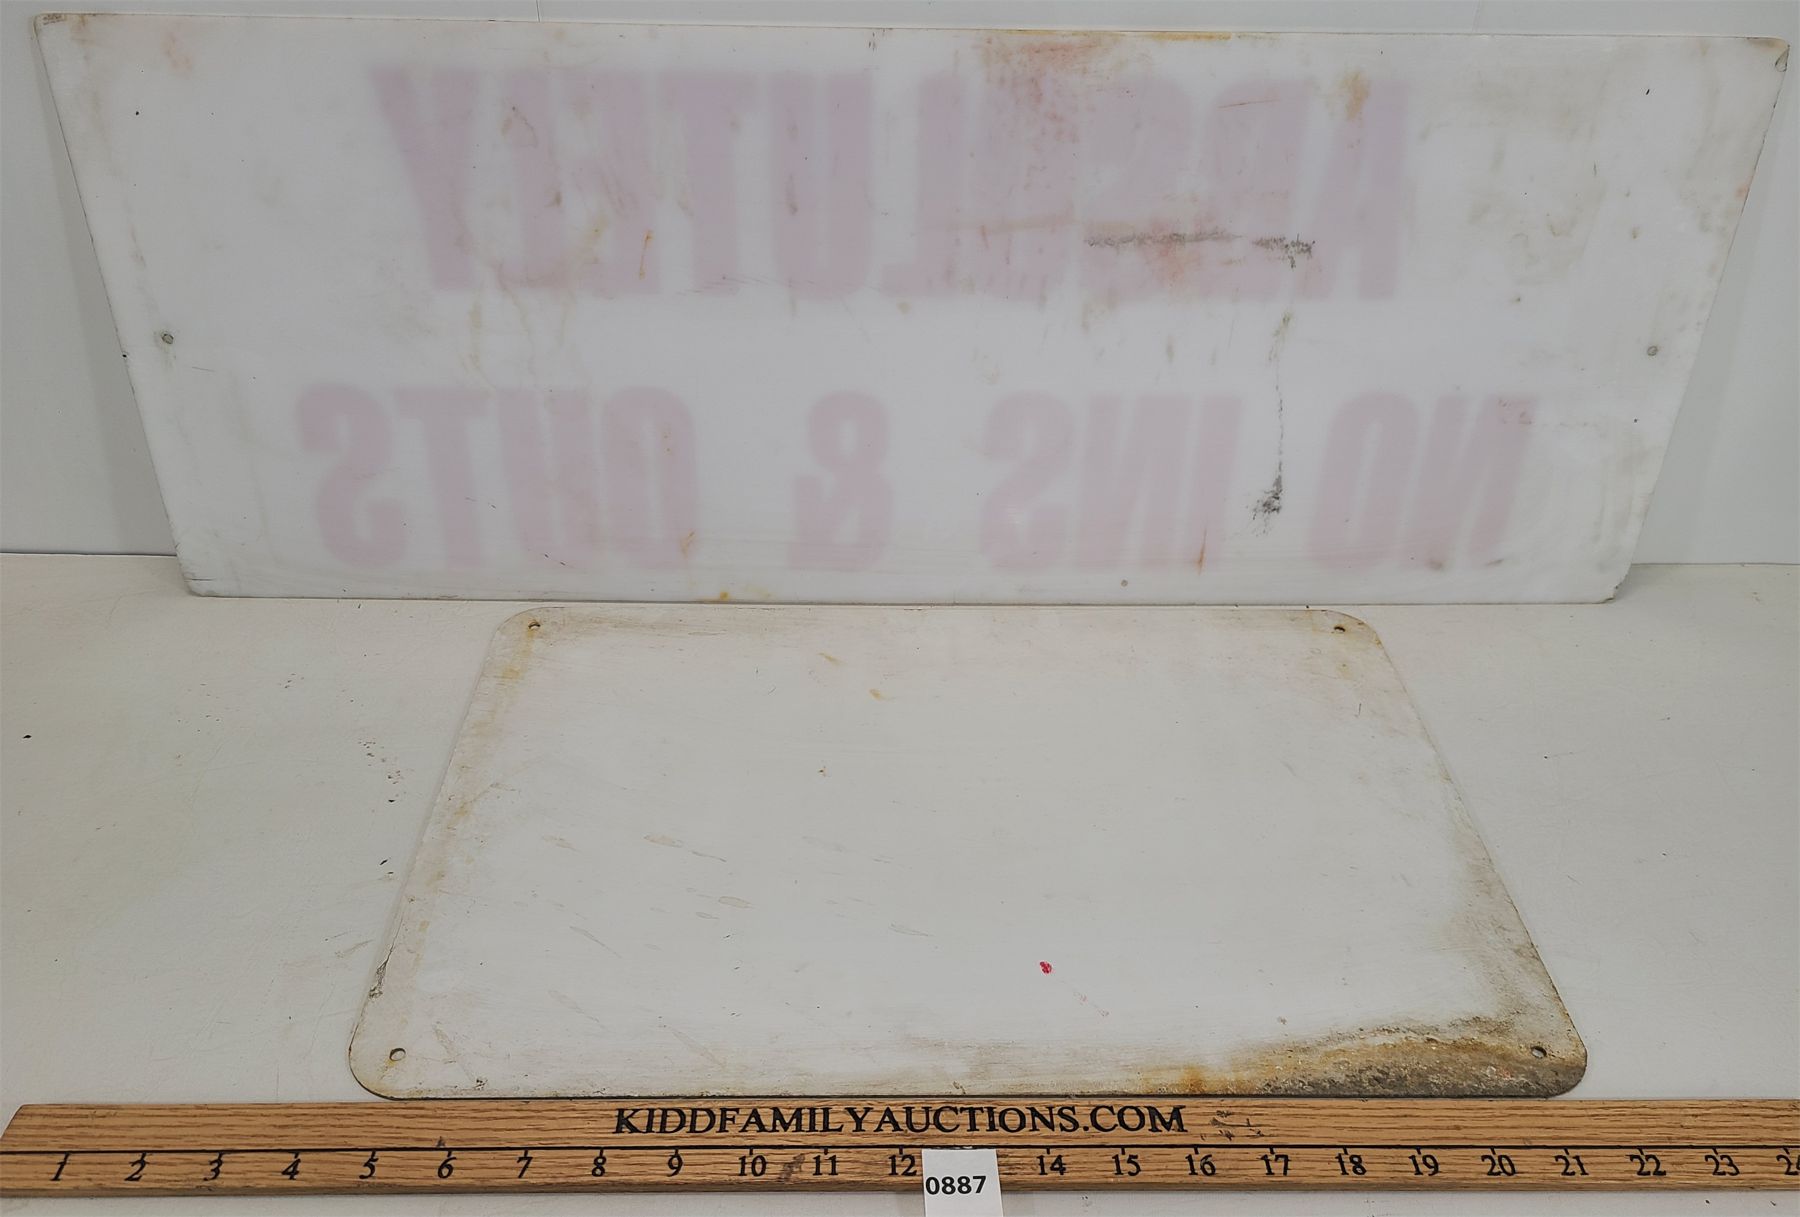 ABSOLUTELY
NO INS & OUTS
KIDDFAMILYAUCTIONS.COM
1 2 3 4 5 6 7 8 9 10 11 12 14 15 16 17 18 19 20 21 22 23 24
0887